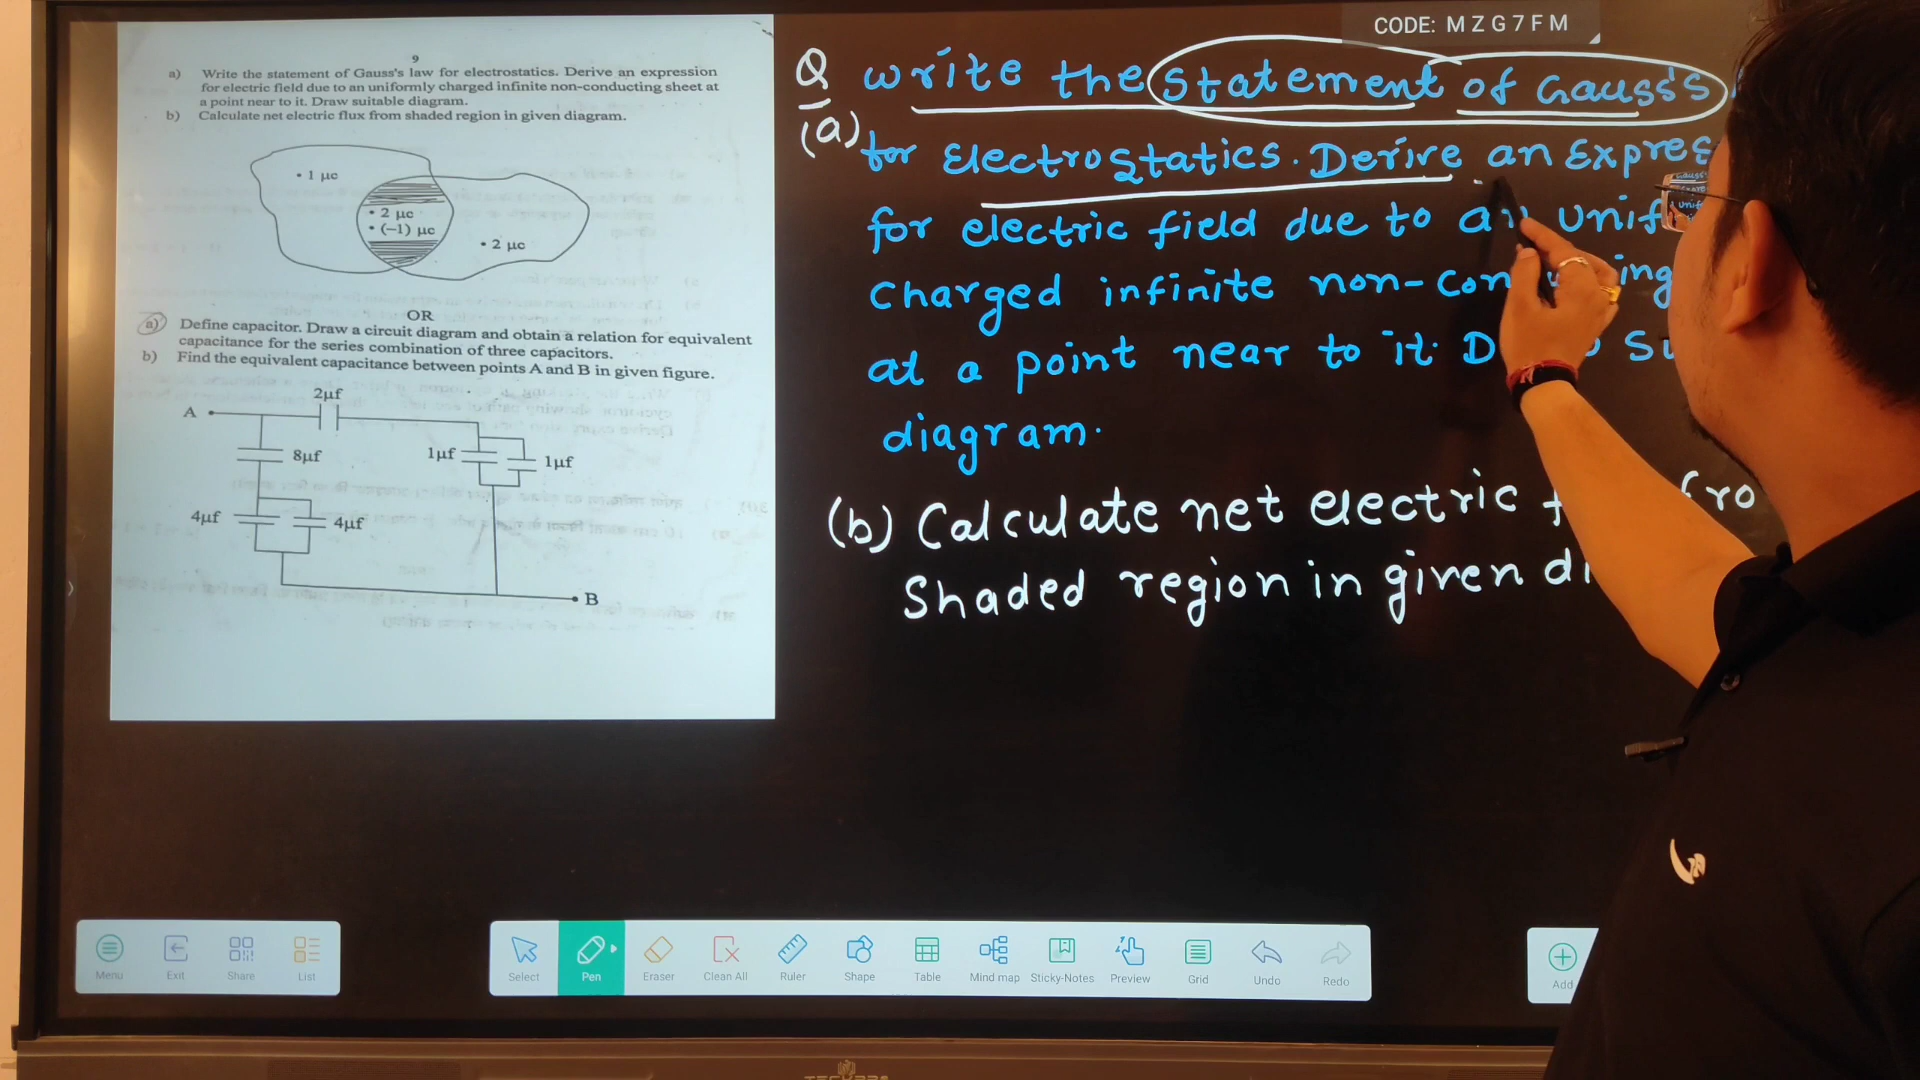 CODE: MZG7FM
9
a) Write the statement of Gauss's law for electrostatics. Derive an expression
for electric field due to an uniformly charged infinite non-conducting sheet at
a point near to it. Draw suitable diagram.
b) Calculate net electric flux from shaded region in given diagram.
• 1 µc
• 2 µc
• (−1) µc
• 2 µc
OR
a) Define capacitor. Draw a circuit diagram and obtain a relation for equivalent
capacitance for the series combination of three capacitors.
b) Find the equivalent capacitance between points A and B in given figure.
2µf
A
8µf
1µf
1µf
4µf
4µf
B
Q Write the Statement of Gauss's
(a) for Electrostatics. Derive an Expres
for electric field due to an unif
Charged infinite non-con ing
at a point near to it. D Su
diagram.
(b) Calculate net electric f fro
Shaded region in given di
Menu
Exit
Share
List
Select
Pen
Eraser
Clean All
Ruler
Shape
Table
Mind map
Sticky-Notes
Preview
Grid
Undo
Redo
Add